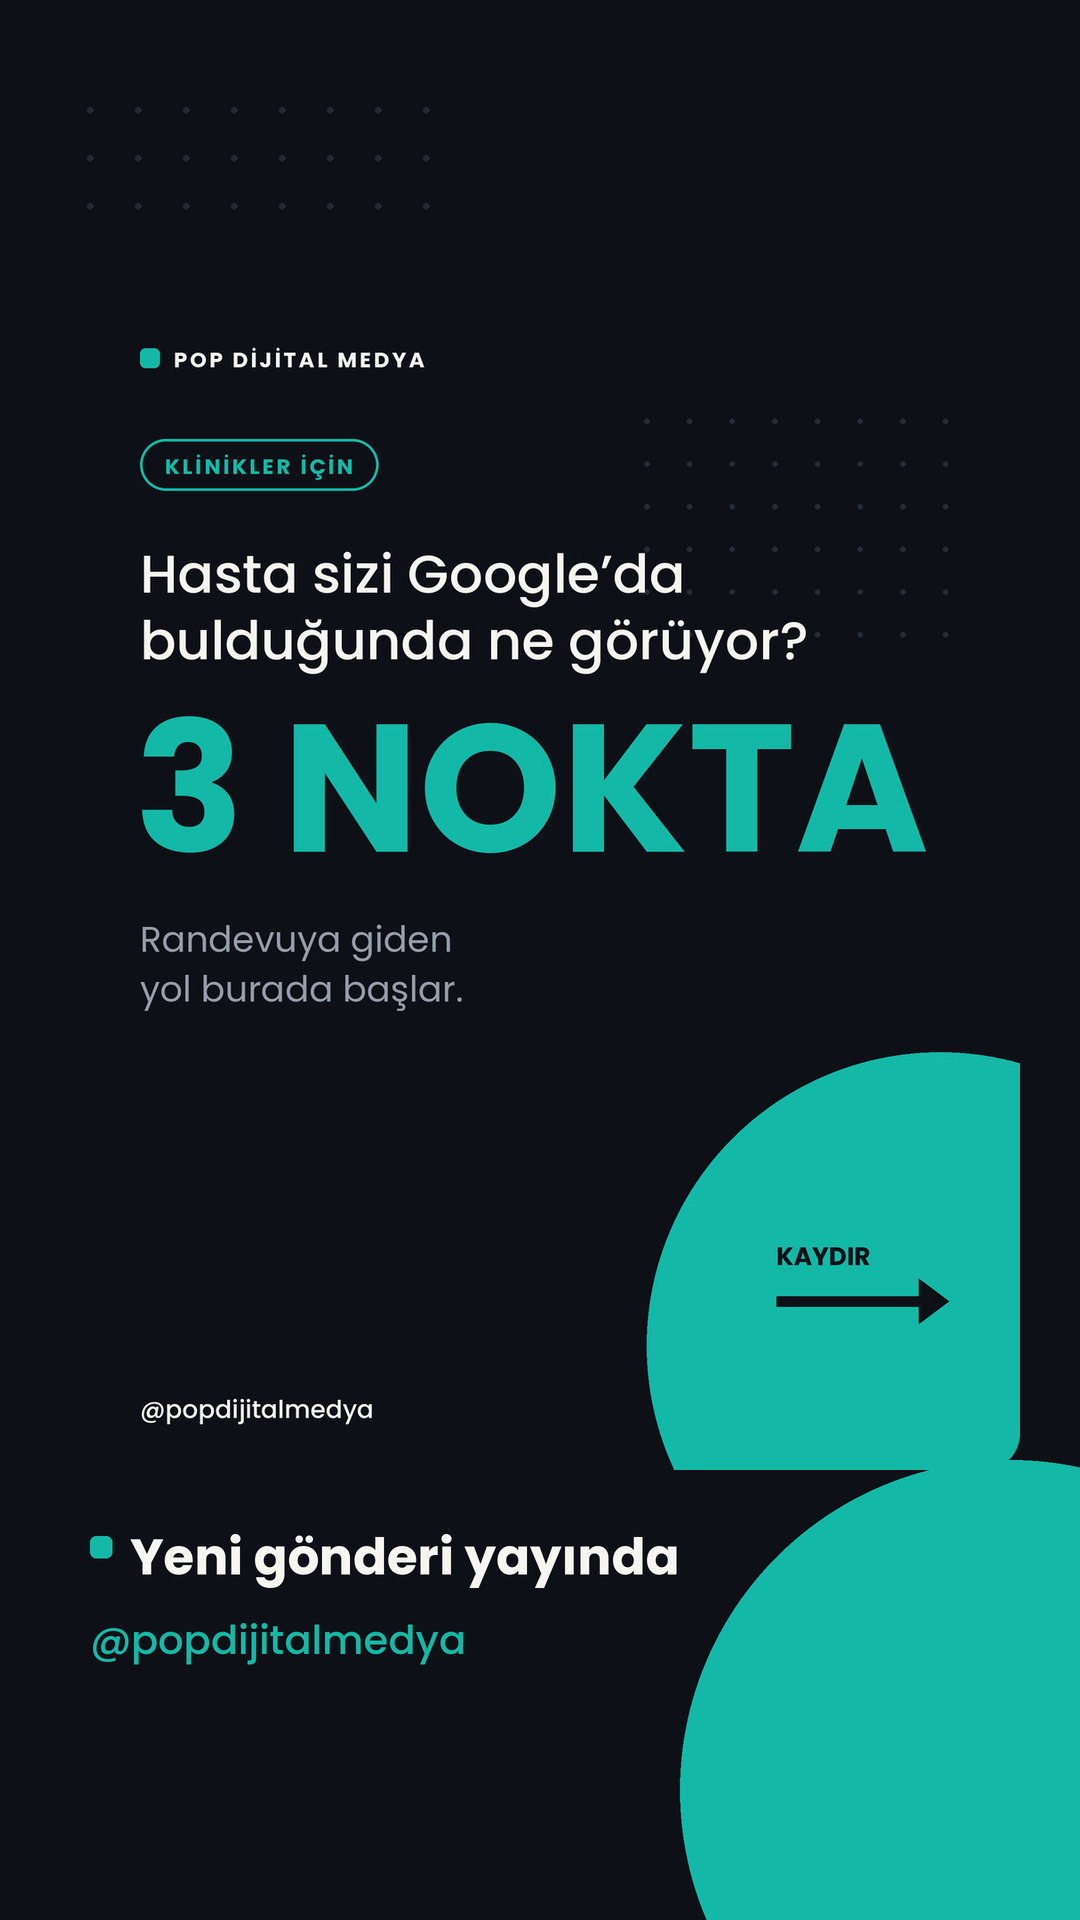 POP DİJİTAL MEDYA
KLİNİKLER İÇİN
Hasta sizi Google’da
bulduğunda ne görüyor?
3 NOKTA
Randevuya giden
yol burada başlar.
KAYDIR
@popdijitalmedya
Yeni gönderi yayında
@popdijitalmedya